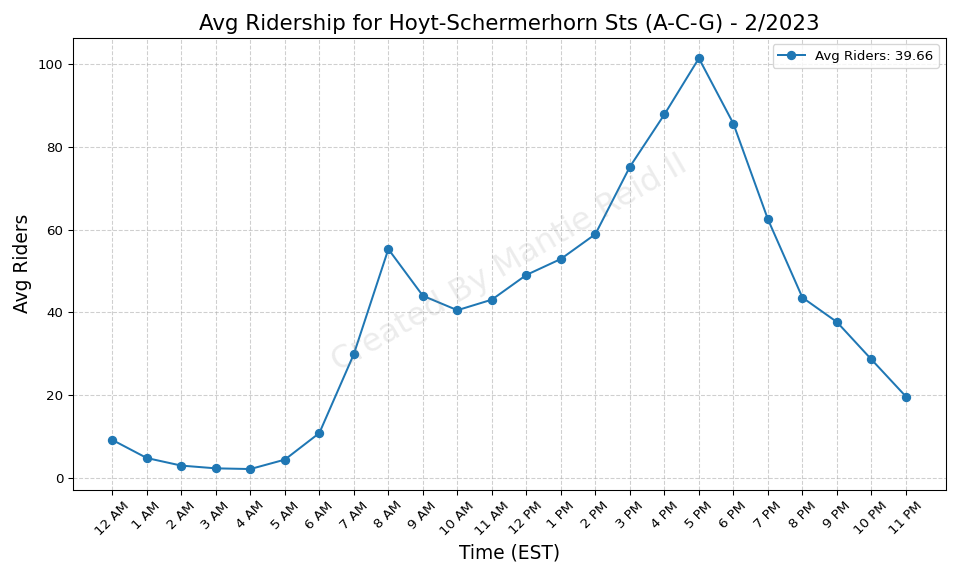 Avg Ridership for Hoyt-Schermerhorn Sts (A-C-G) - 2/2023
Avg Riders: 39.66
100
80
60
40
20
0
Avg Riders
Created By Mantie Reid II
12 AM 1 AM 2 AM 3 AM 4 AM 5 AM 6 AM 7 AM 8 AM 9 AM 10 AM 11 AM 12 PM 1 PM 2 PM 3 PM 4 PM 5 PM 6 PM 7 PM 8 PM 9 PM 10 PM 11 PM
Time (EST)